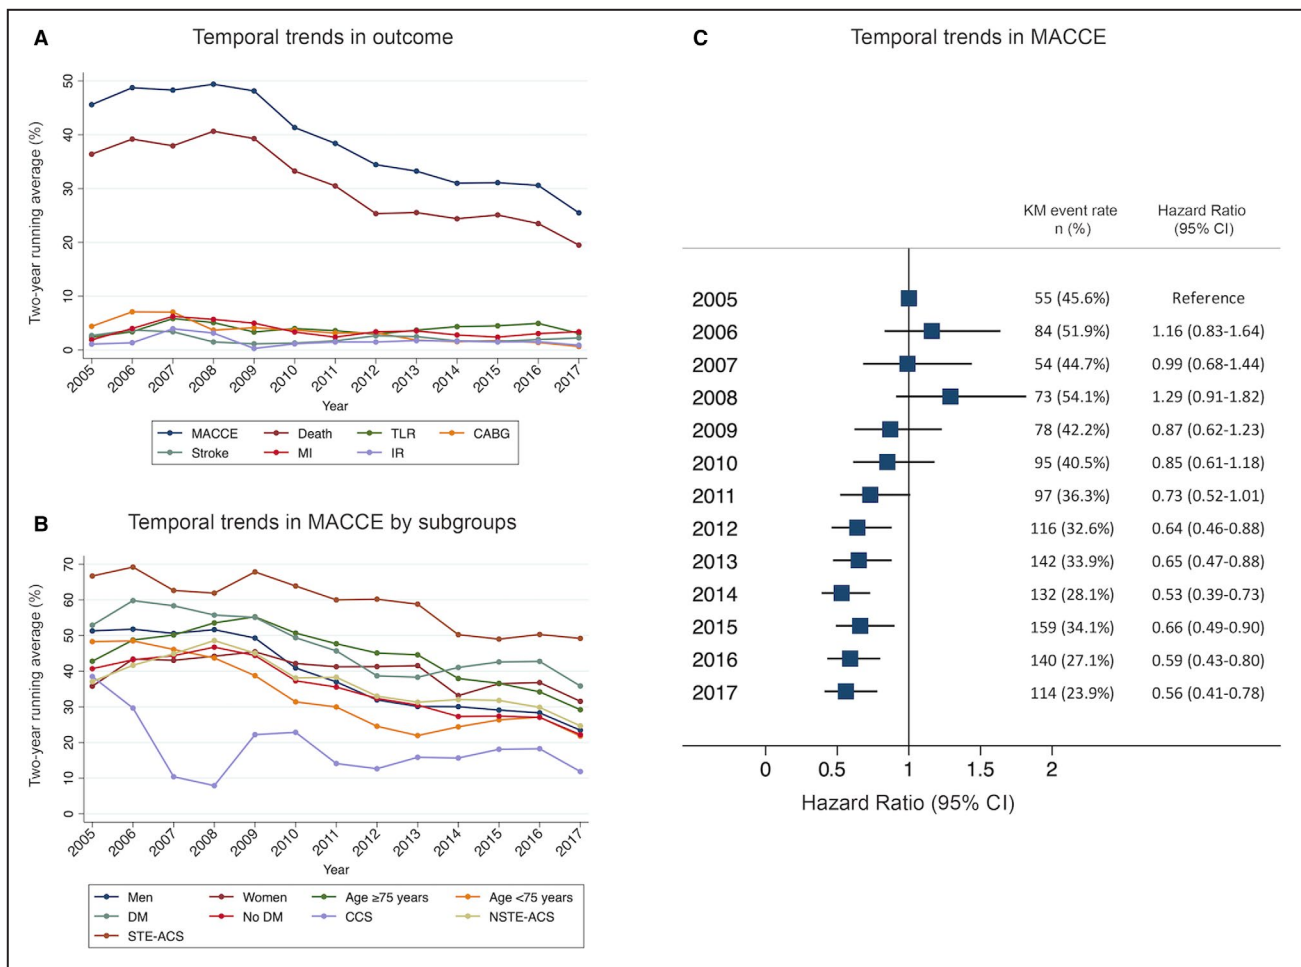 A
Temporal trends in outcome
Two-year running average (%)
50
40
30
20
10
0
2005 2006 2007 2008 2009 2010 2011 2012 2013 2014 2015 2016 2017
Year
MACCE Death TLR CABG
Stroke MI IR
B
Temporal trends in MACCE by subgroups
Two-year running average (%)
70
60
50
40
30
20
10
0
2005 2006 2007 2008 2009 2010 2011 2012 2013 2014 2015 2016 2017
Year
Men Women Age ≥75 years Age <75 years
DM No DM CCS NSTE-ACS
STE-ACS
C
Temporal trends in MACCE
KM event rate Hazard Ratio
n (%) (95% CI)
2005 55 (45.6%) Reference
2006 84 (51.9%) 1.16 (0.83-1.64)
2007 54 (44.7%) 0.99 (0.68-1.44)
2008 73 (54.1%) 1.29 (0.91-1.82)
2009 78 (42.2%) 0.87 (0.62-1.23)
2010 95 (40.5%) 0.85 (0.61-1.18)
2011 97 (36.3%) 0.73 (0.52-1.01)
2012 116 (32.6%) 0.64 (0.46-0.88)
2013 142 (33.9%) 0.65 (0.47-0.88)
2014 132 (28.1%) 0.53 (0.39-0.73)
2015 159 (34.1%) 0.66 (0.49-0.90)
2016 140 (27.1%) 0.59 (0.43-0.80)
2017 114 (23.9%) 0.56 (0.41-0.78)
0 0.5 1 1.5 2
Hazard Ratio (95% CI)